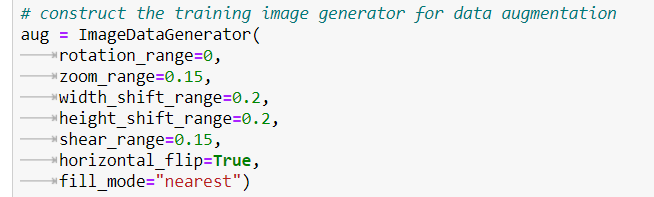 # construct the training image generator for data augmentation
aug = ImageDataGenerator(
rotation_range=0,
zoom_range=0.15,
width_shift_range=0.2,
height_shift_range=0.2,
shear_range=0.15,
horizontal_flip=True,
fill_mode="nearest")